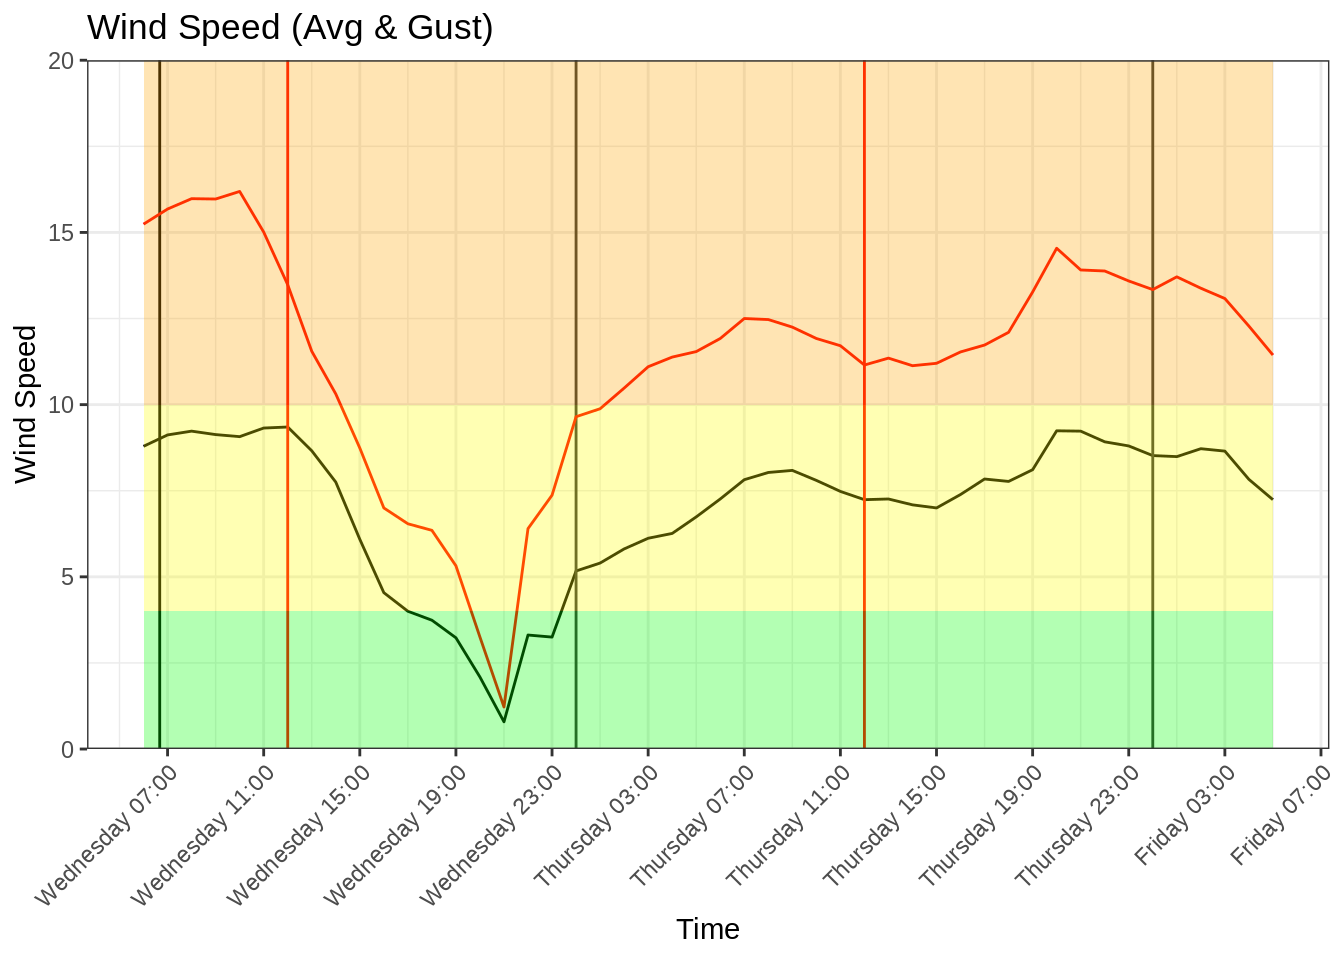 Wind Speed (Avg & Gust)
Wind Speed
20
15
10
5
0
Wednesday 07:00
Wednesday 11:00
Wednesday 15:00
Wednesday 19:00
Wednesday 23:00
Thursday 03:00
Thursday 07:00
Thursday 11:00
Thursday 15:00
Thursday 19:00
Thursday 23:00
Friday 03:00
Friday 07:00
Time